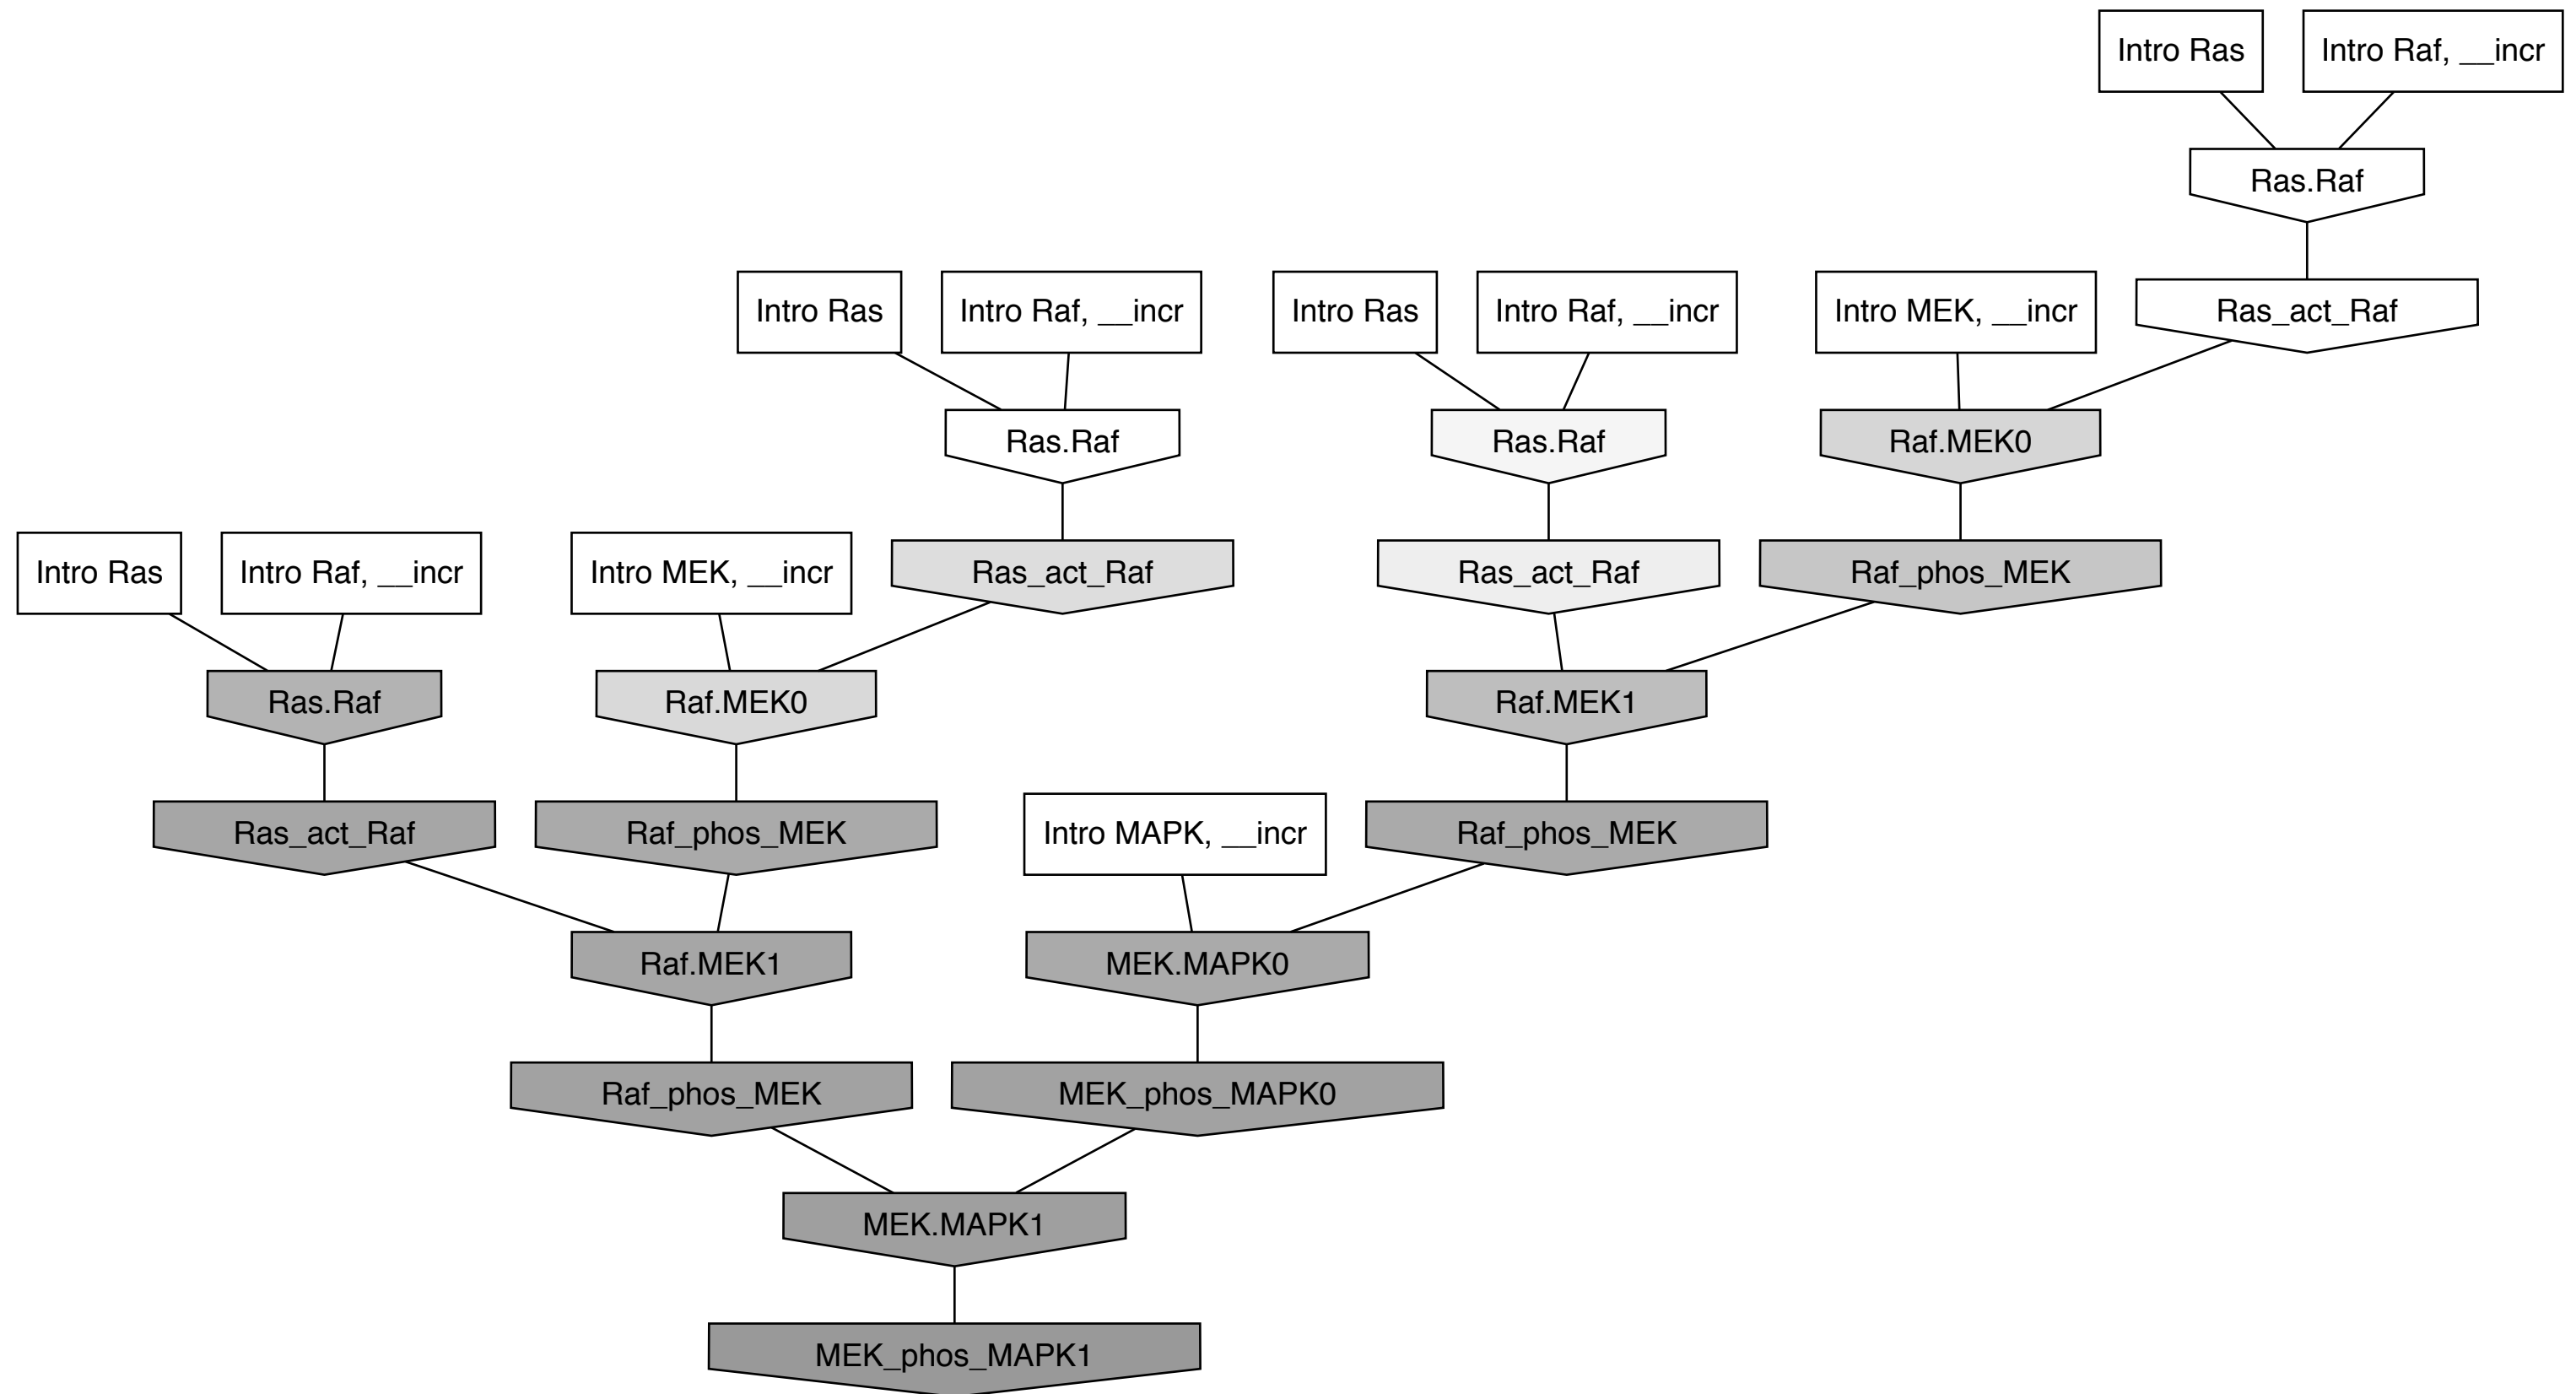 Intro Ras
Intro Raf, __incr
Ras.Raf
Intro Ras
Intro Raf, __incr
Intro Ras
Intro Raf, __incr
Intro MEK, __incr
Ras_act_Raf
Ras.Raf
Ras.Raf
Raf.MEK0
Intro Ras
Intro Raf, __incr
Intro MEK, __incr
Ras_act_Raf
Ras_act_Raf
Raf_phos_MEK
Ras.Raf
Raf.MEK0
Raf.MEK1
Ras_act_Raf
Raf_phos_MEK
Intro MAPK, __incr
Raf_phos_MEK
Raf.MEK1
MEK.MAPK0
Raf_phos_MEK
MEK_phos_MAPK0
MEK.MAPK1
MEK_phos_MAPK1